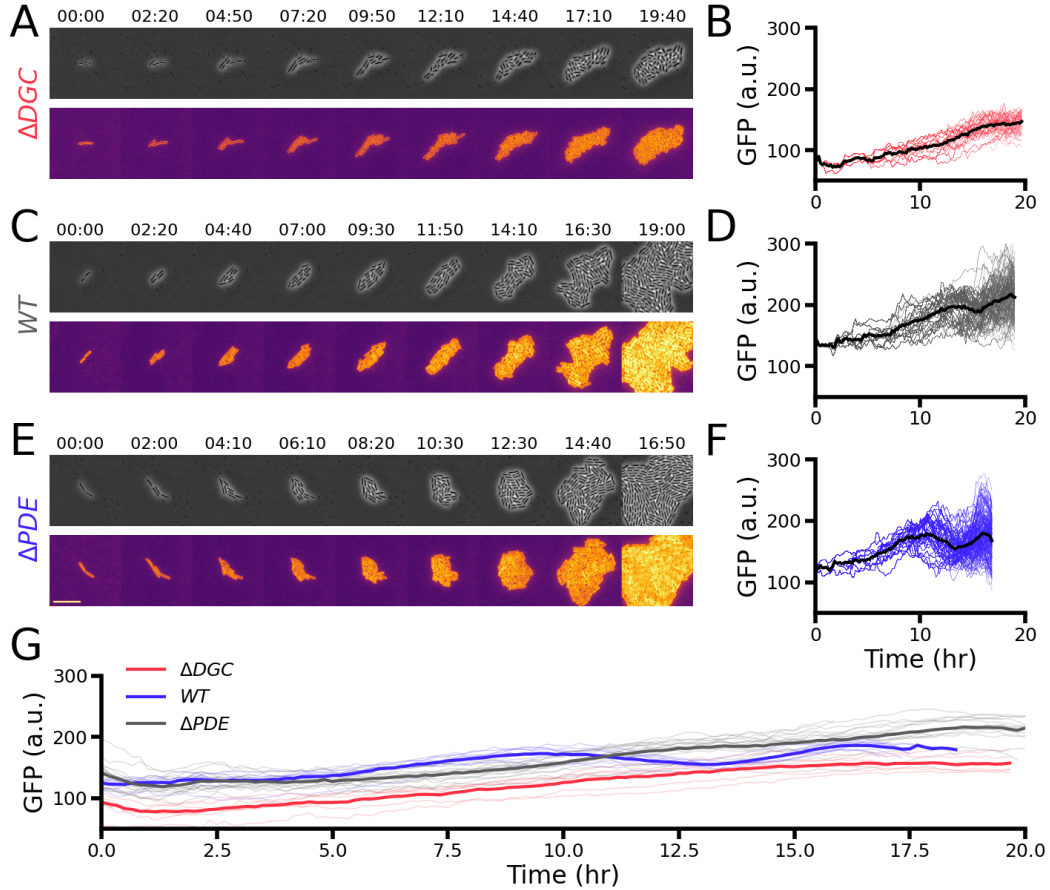 A
00:00 02:20 04:50 07:20 09:50 12:10 14:40 17:10 19:40
ΔDGC
B
300
200
100
GFP (a.u.)
0 10 20
C
00:00 02:20 04:40 07:00 09:30 11:50 14:10 16:30 19:00
WT
D
300
200
100
GFP (a.u.)
0 10 20
E
00:00 02:00 04:10 06:10 08:20 10:30 12:30 14:40 16:50
ΔPDE
F
300
200
100
GFP (a.u.)
0 10 20
Time (hr)
G
300
200
100
GFP (a.u.)
ΔDGC
WT
ΔPDE
0.0 2.5 5.0 7.5 10.0 12.5 15.0 17.5 20.0
Time (hr)